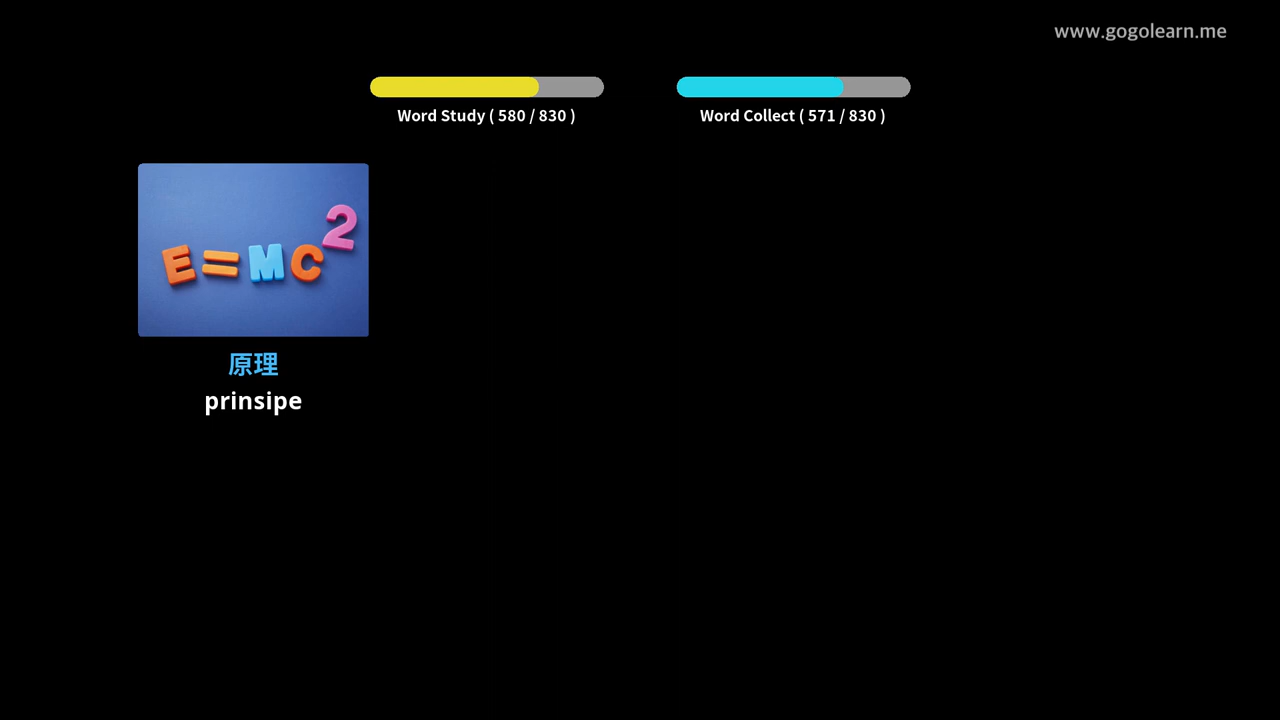 www.gogolearn.me
Word Study ( 580 / 830 )
Word Collect ( 571 / 830 )
E=MC²
原理
prinsipe